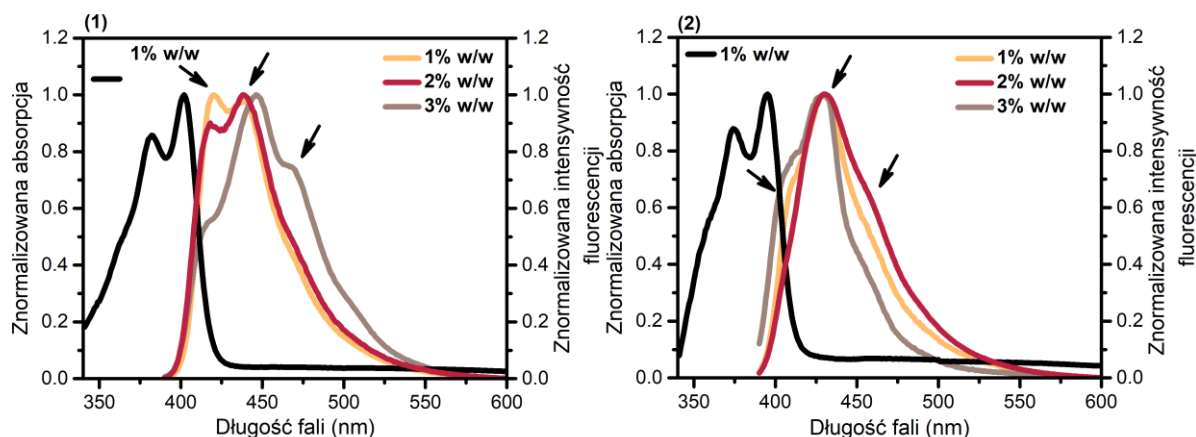 (1)
1% w/w
1% w/w
2% w/w
3% w/w
1.2
1.0
0.8
0.6
0.4
0.2
0.0
1.2
1.0
0.8
0.6
0.4
0.2
0.0
Znormalizowana absorpcja
Znormalizowana intensywność
fluorescencji
350
400
450
500
550
600
Długość fali (nm)
(2)
1% w/w
1% w/w
2% w/w
3% w/w
1.2
1.0
0.8
0.6
0.4
0.2
0.0
1.2
1.0
0.8
0.6
0.4
0.2
0.0
Znormalizowana absorpcja
Znormalizowana intensywność
fluorescencji
350
400
450
500
550
600
Długość fali (nm)